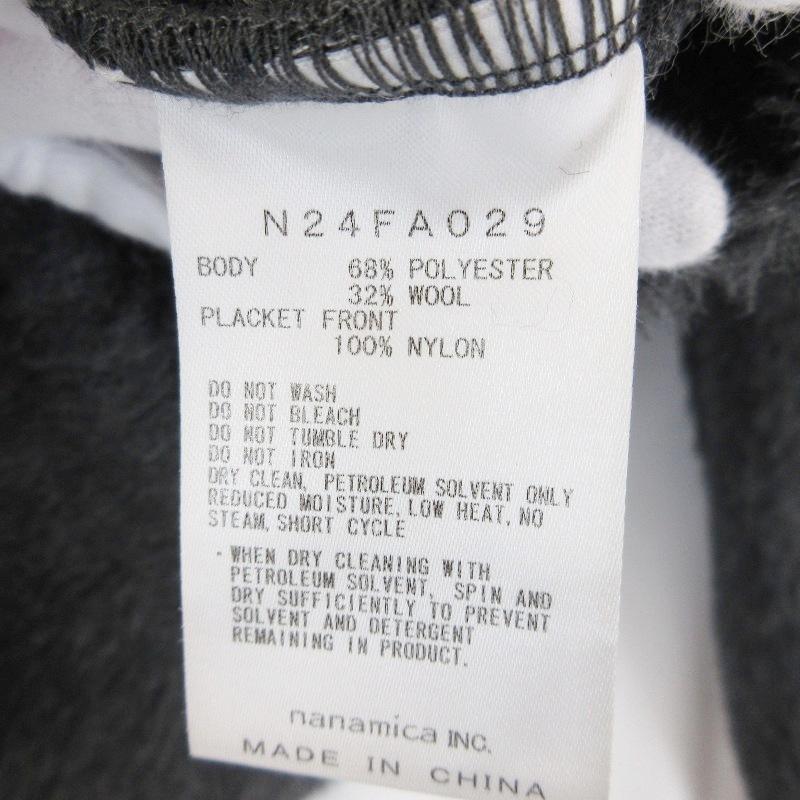 N24FA029
BODY 68% POLYESTER
32% WOOL
PLACKET FRONT
100% NYLON
DO NOT WASH
DO NOT BLEACH
DO NOT TUMBLE DRY
DO NOT IRON
DRY CLEAN, PETROLEUM SOLVENT ONLY
REDUCED MOISTURE, LOW HEAT, NO
STEAM, SHORT CYCLE
・WHEN DRY CLEANING WITH
PETROLEUM SOLVENT, SPIN AND
DRY SUFFICIENTLY TO PREVENT
SOLVENT AND DETERGENT
REMAINING IN PRODUCT.
nanamica INC.
MADE IN CHINA